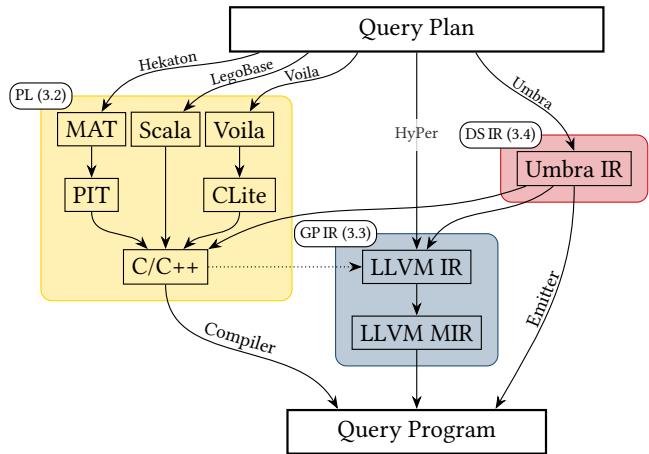 Query Plan
Hekaton
LegoBase
Voila
Umbra
PL (3.2)
MAT
Scala
Voila
HyPer
DS IR (3.4)
Umbra IR
PIT
CLite
GP IR (3.3)
C/C++
LLVM IR
Compiler
LLVM MIR
Emitter
Query Program